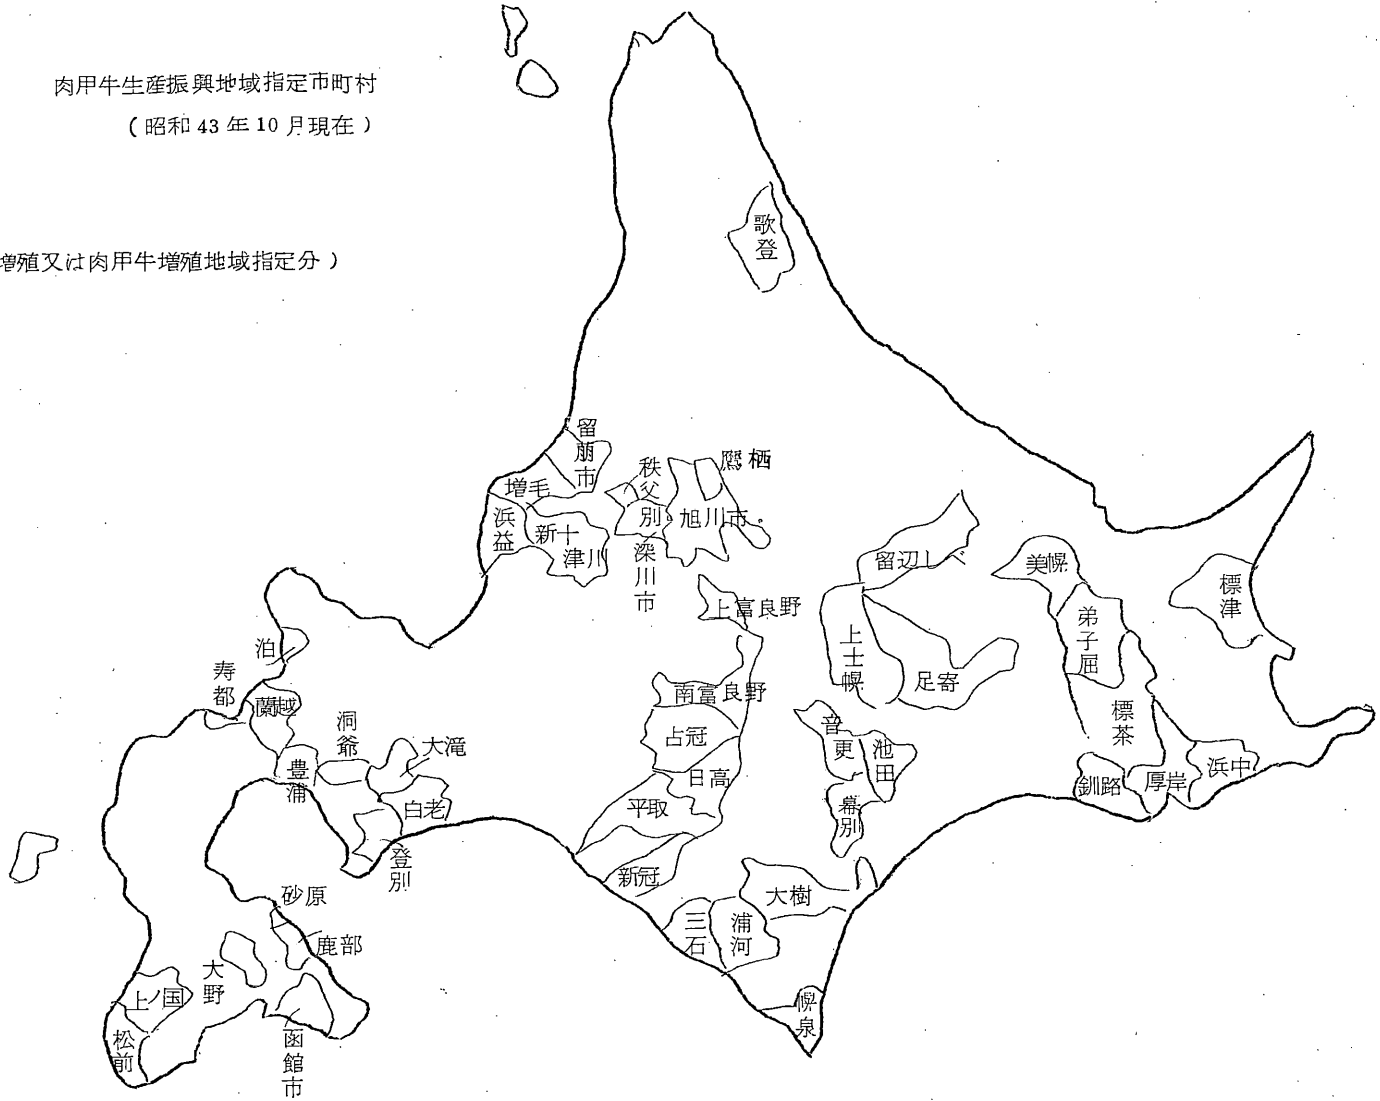 肉用牛生産振興地域指定市町村
(昭和43年10月現在)
増殖又は肉用牛増殖地域指定分)
歌登
留萌市
増毛
浜益
新十津川
秩父別
深川市
鷹栖
旭川市
留辺しべ
美幌
標津
弟子屈
標茶
上富良野
上士幌
足寄
泊
寿都
蘭越
洞爺
大滝
豊浦
白老
登別
南富良野
占冠
日高
平取
新冠
音更
池田
幕別
釧路
厚岸
浜中
大樹
三石
浦河
幌泉
砂原
鹿部
大野
上ノ国
松前
函館市